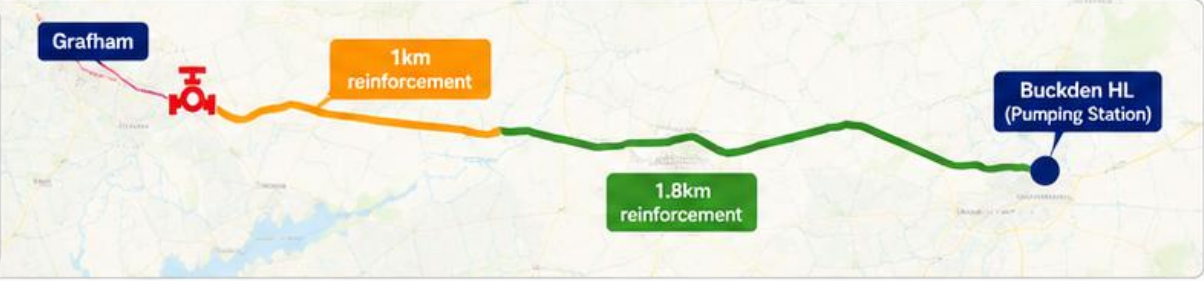 Grafham
1km
reinforcement
Buckden HL
(Pumping Station)
1.8km
reinforcement